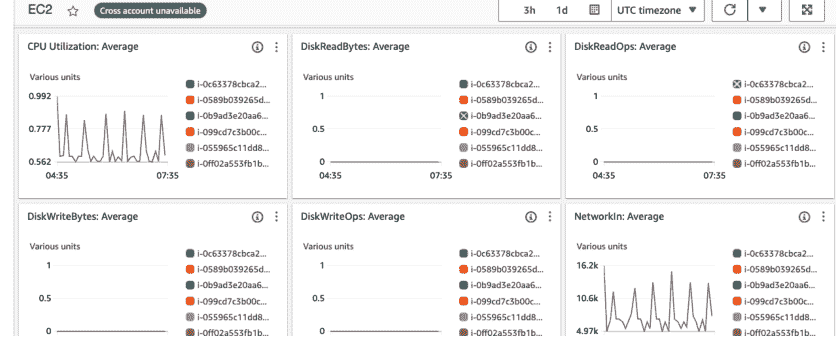 EC2 Cross account unavailable 3h 1d UTC timezone
CPU Utilization: Average
Various units
0.992
0.777
0.562
04:35 07:35
i-0c63378cbca2...
i-0589b039265d...
i-0b9ad3e20aa6...
i-099cd7c3b00c...
i-055965c11dd8...
i-0ff02a553fb1b...
DiskReadBytes: Average
Various units
1
0.5
0
04:35 07:35
i-0c63378cbca2...
i-0589b039265d...
i-0b9ad3e20aa6...
i-099cd7c3b00c...
i-055965c11dd8...
i-0ff02a553fb1b...
DiskReadOps: Average
Various units
1
0.5
0
04:35 07:35
i-0c63378cbca2...
i-0589b039265d...
i-0b9ad3e20aa6...
i-099cd7c3b00c...
i-055965c11dd8...
i-0ff02a553fb1b...
DiskWriteBytes: Average
Various units
1
0.5
0
i-0c63378cbca2...
i-0589b039265d...
i-0b9ad3e20aa6...
i-099cd7c3b00c...
i-055965c11dd8...
i-0ff02a553fb1b...
DiskWriteOps: Average
Various units
1
0.5
0
i-0c63378cbca2...
i-0589b039265d...
i-0b9ad3e20aa6...
i-099cd7c3b00c...
i-055965c11dd8...
i-0ff02a553fb1b...
NetworkIn: Average
Various units
16.2k
10.6k
4.97k
i-0c63378cbca2...
i-0589b039265d...
i-0b9ad3e20aa6...
i-099cd7c3b00c...
i-055965c11dd8...
i-0ff02a553fb1b...